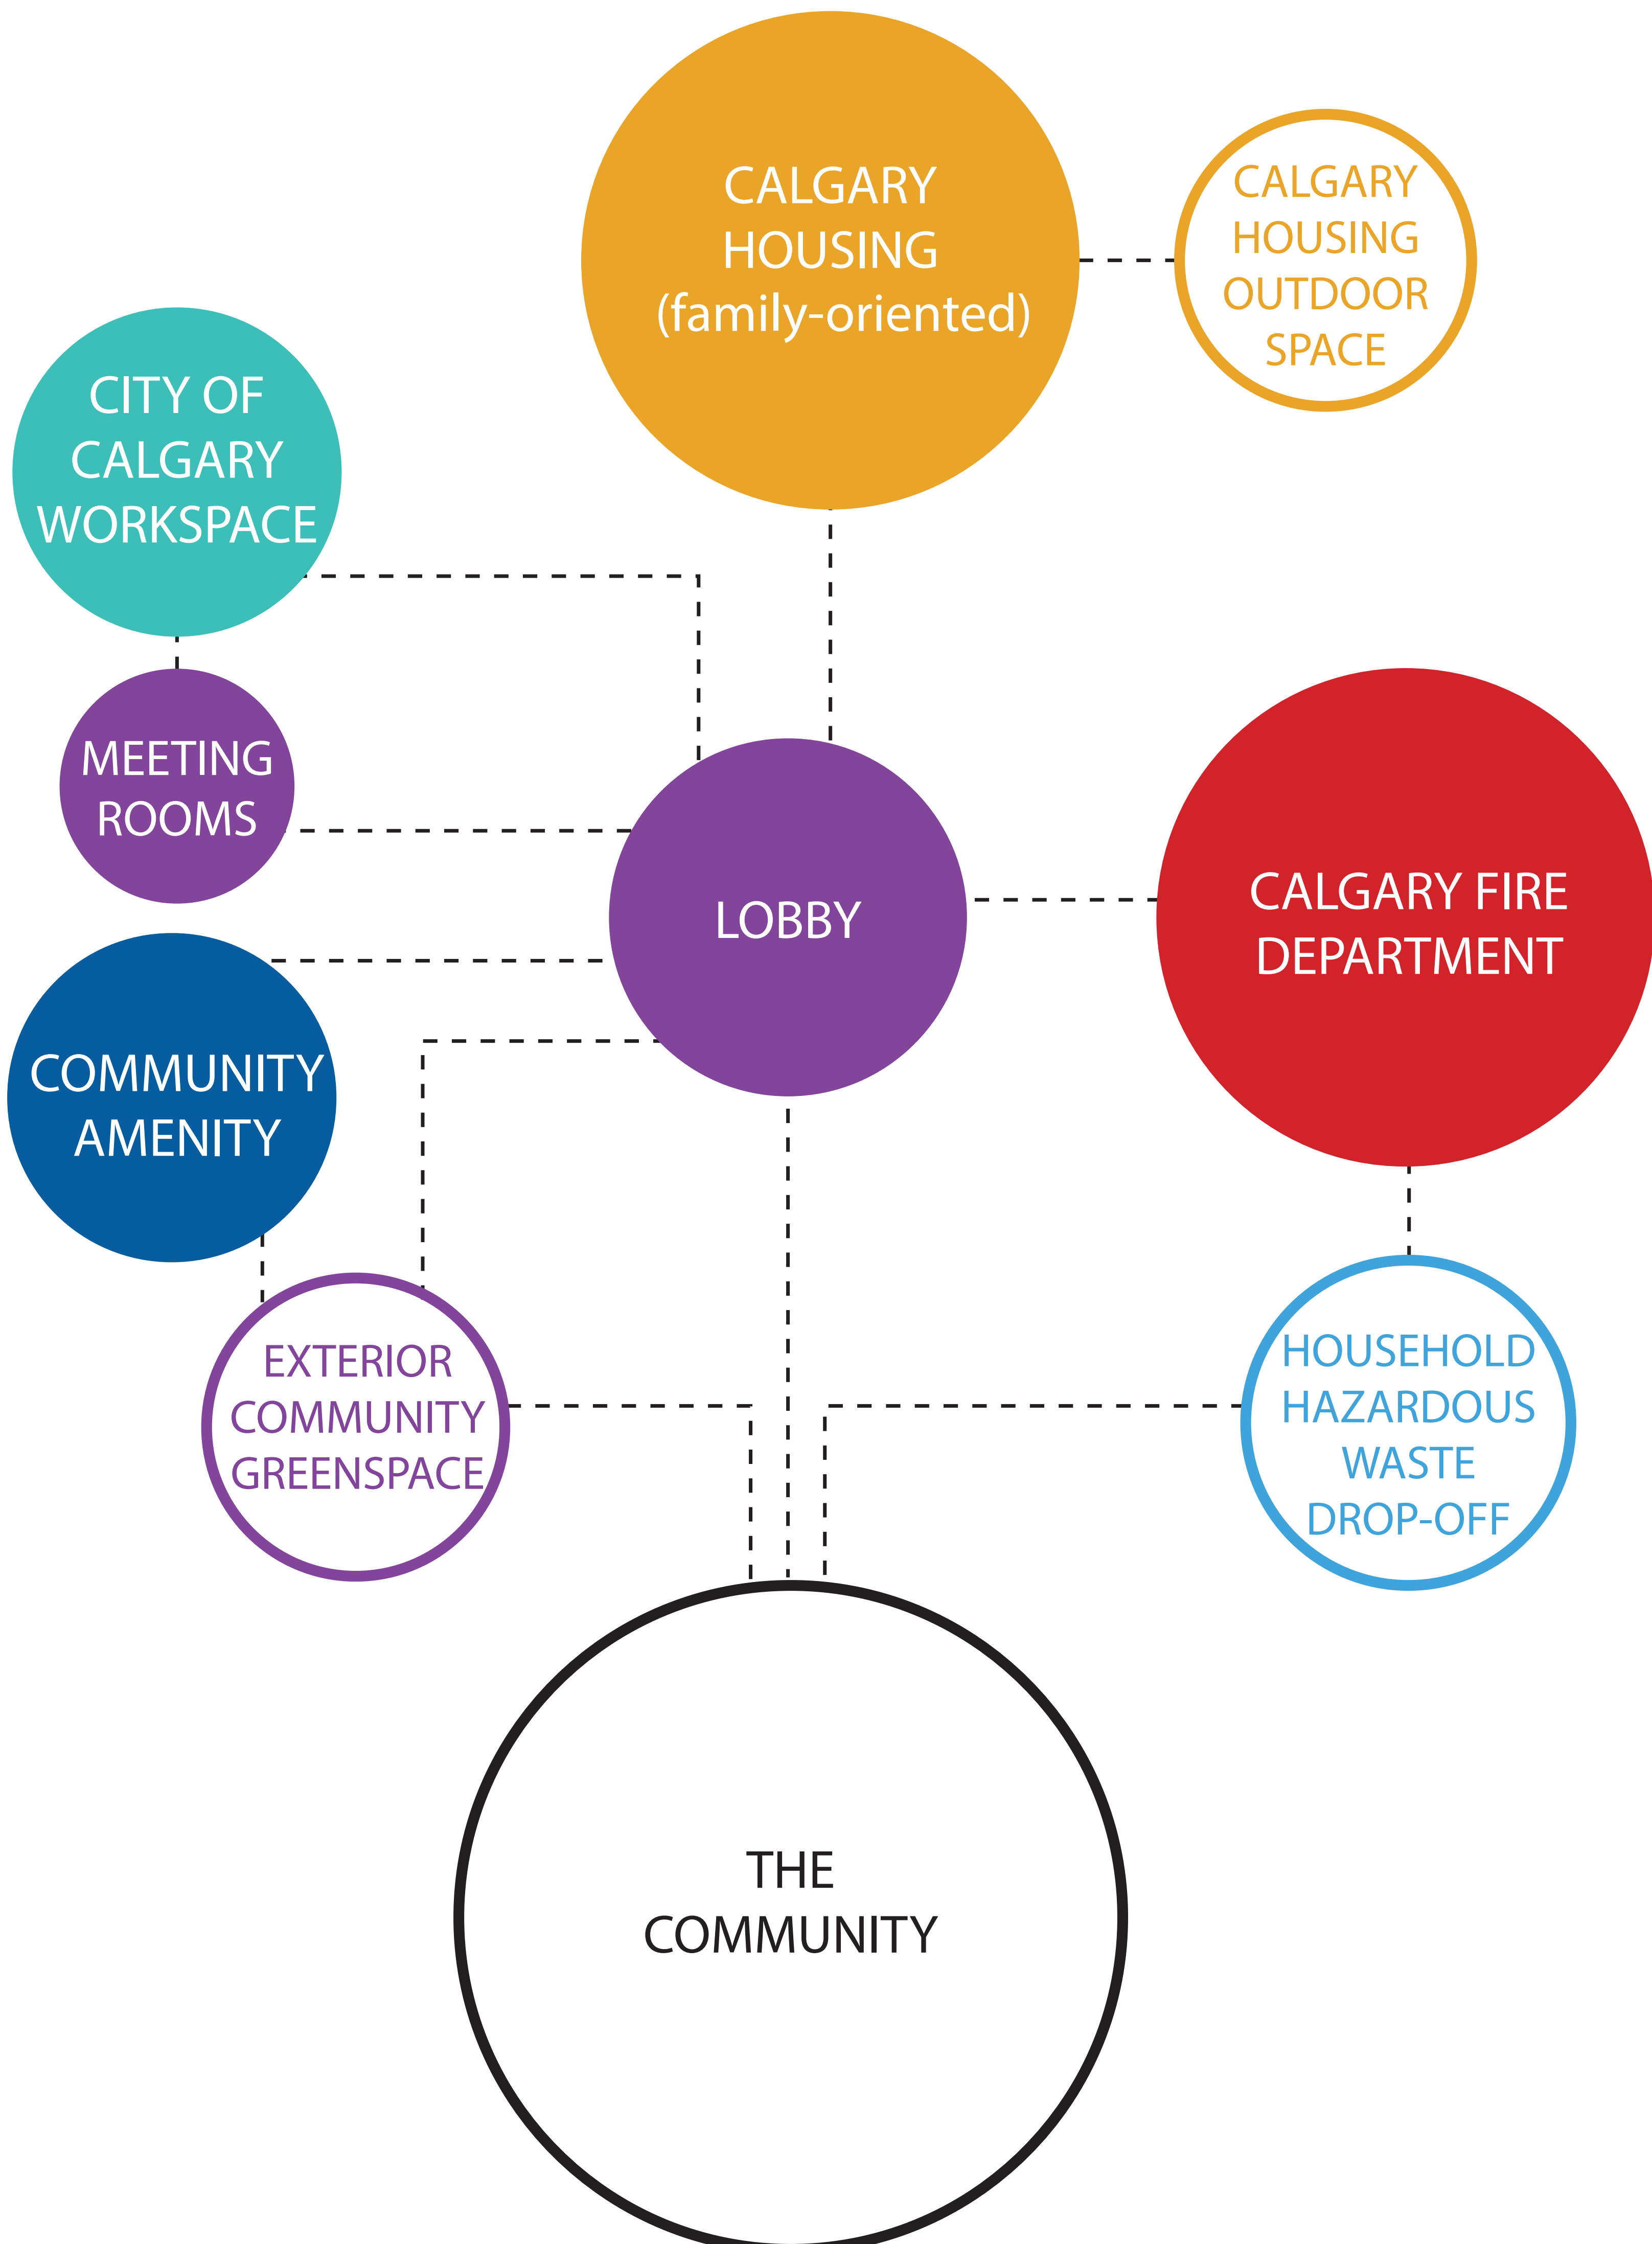 CALGARY
HOUSING
(family-oriented)
CALGARY
HOUSING
OUTDOOR
SPACE
CITY OF
CALGARY
WORKSPACE
MEETING
ROOMS
LOBBY
CALGARY FIRE
DEPARTMENT
COMMUNITY
AMENITY
EXTERIOR
COMMUNITY
GREENSPACE
HOUSEHOLD
HAZARDOUS
WASTE
DROP-OFF
THE
COMMUNITY